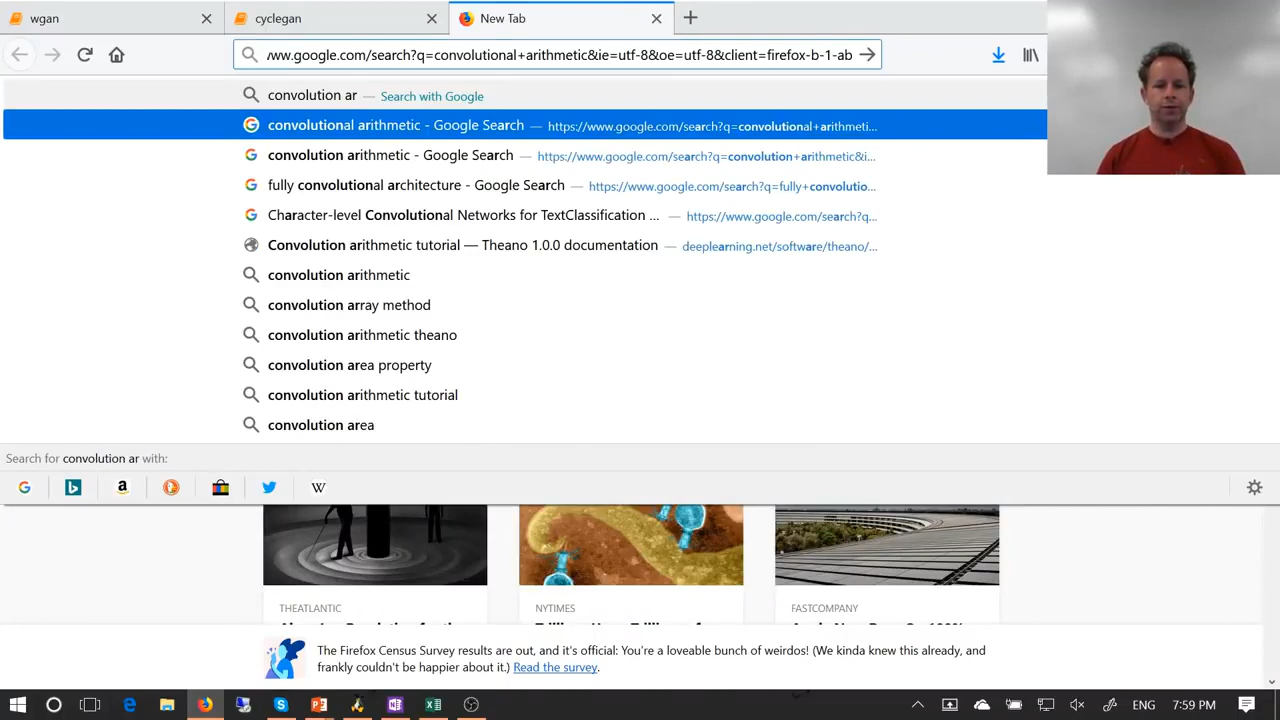 wgan
cyclegan
New Tab
/ww.google.com/search?q=convolutional+arithmetic&ie=utf-8&oe=utf-8&client=firefox-b-1-ab
convolution ar — Search with Google
convolutional arithmetic - Google Search — https://www.google.com/search?q=convolutional+arithmeti...
convolution arithmetic - Google Search — https://www.google.com/search?q=convolution+arithmetic&i...
fully convolutional architecture - Google Search — https://www.google.com/search?q=fully+convolutio...
Character-level Convolutional Networks for TextClassification ... — https://www.google.com/search?q...
Convolution arithmetic tutorial — Theano 1.0.0 documentation — deeplearning.net/software/theano/...
convolution arithmetic
convolution array method
convolution arithmetic theano
convolution area property
convolution arithmetic tutorial
convolution area
Search for convolution ar with:
THEATLANTIC
NYTIMES
FASTCOMPANY
The Firefox Census Survey results are out, and it's official: You're a loveable bunch of weirdos! (We kinda knew this already, and
frankly couldn't be happier about it.) Read the survey.
ENG
7:59 PM